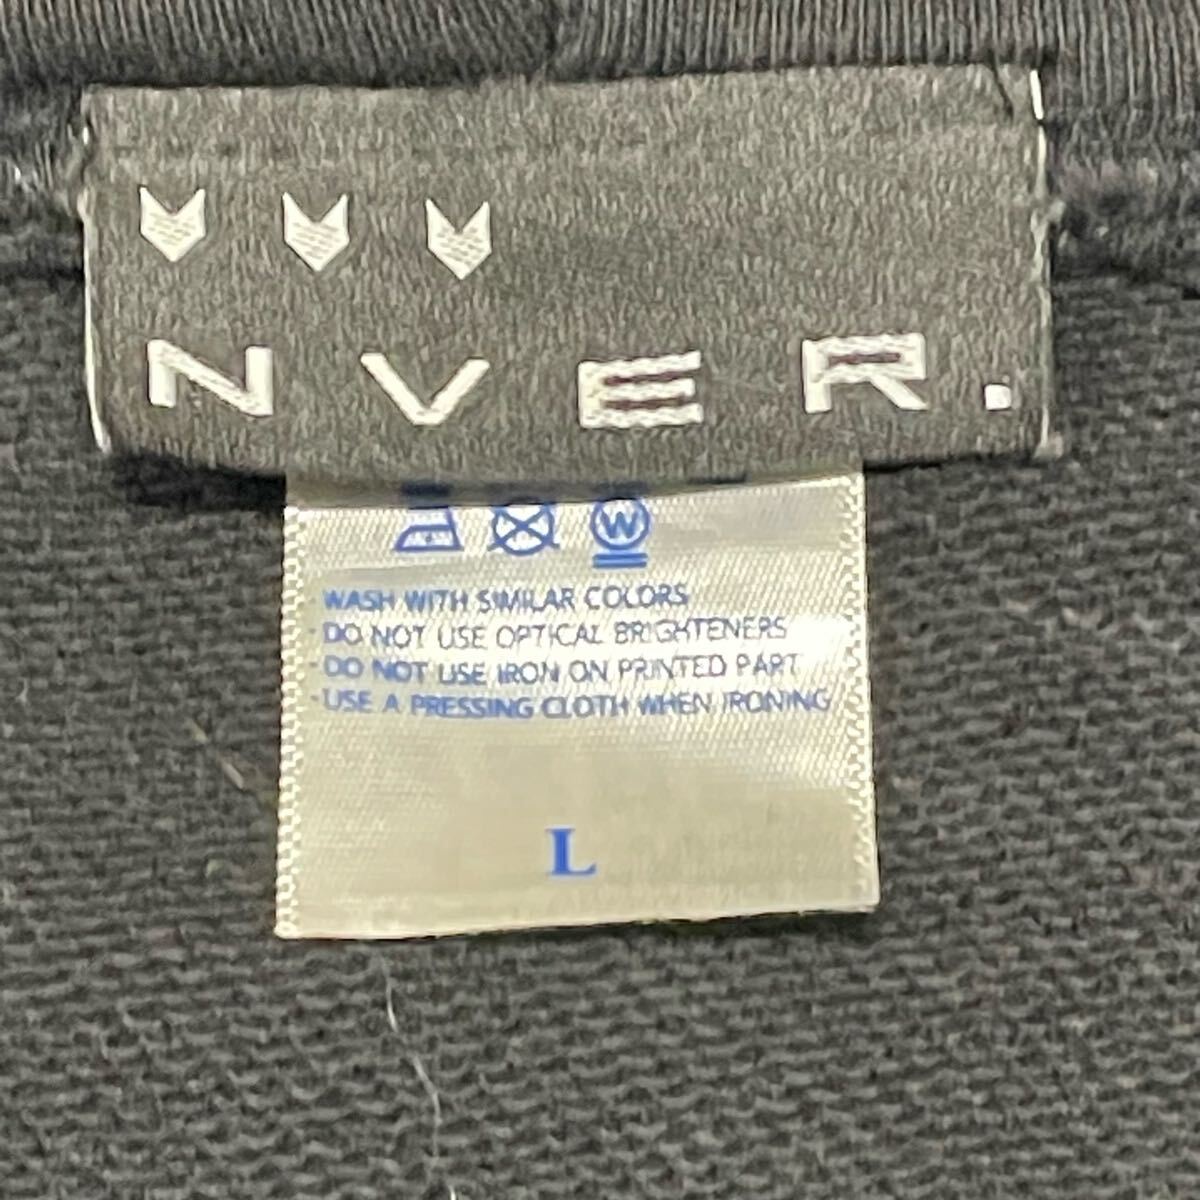 NVER.
W
WASH WITH SIMILAR COLORS
·DO NOT USE OPTICAL BRIGHTENERS
·DO NOT USE IRON ON PRINTED PART
·USE A PRESSING CLOTH WHEN IRONING
L